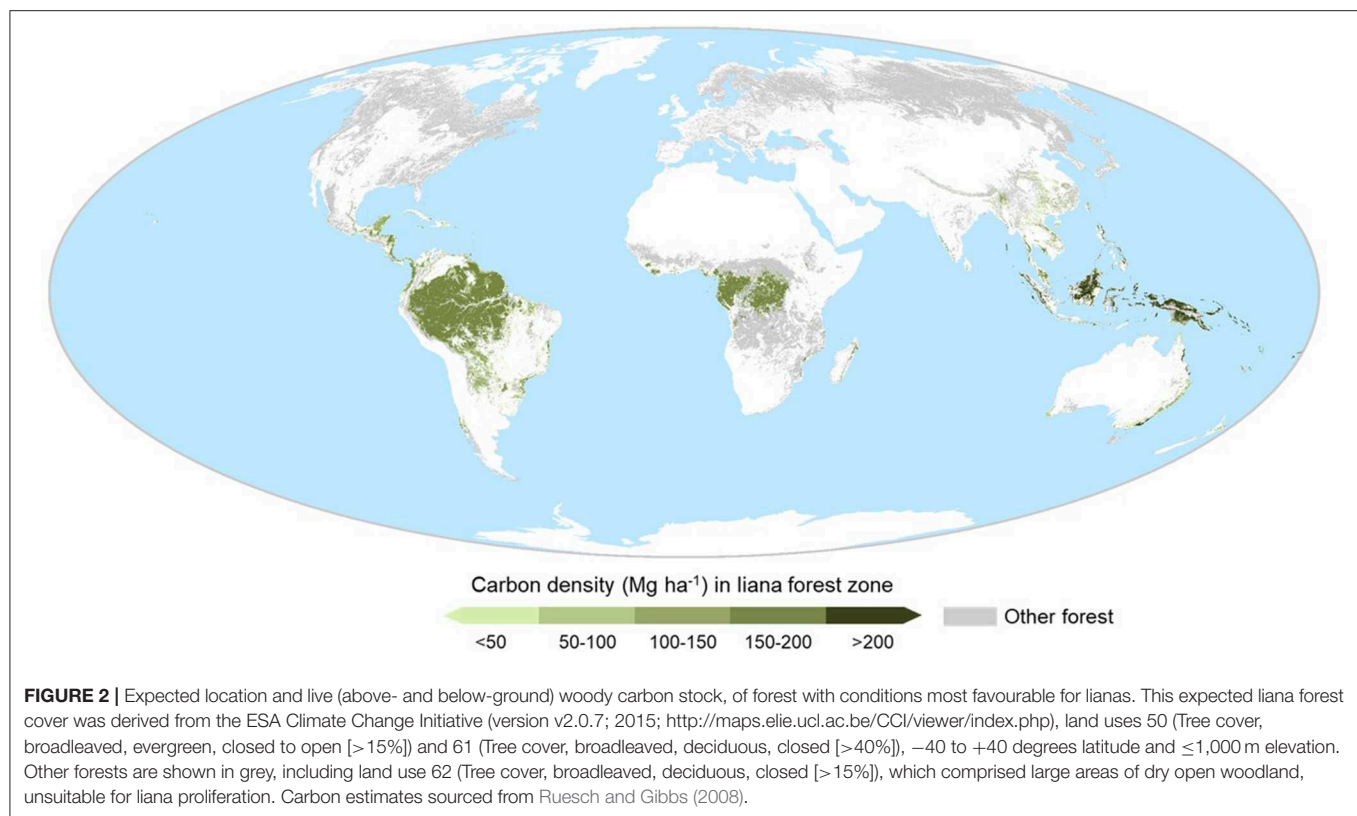 Carbon density (Mg ha-1) in liana forest zone
<50 50-100 100-150 150-200 >200 Other forest
FIGURE 2 | Expected location and live (above- and below-ground) woody carbon stock, of forest with conditions most favourable for lianas. This expected liana forest
cover was derived from the ESA Climate Change Initiative (version v2.0.7; 2015; http://maps.elie.ucl.ac.be/CCI/viewer/index.php), land uses 50 (Tree cover,
broadleaved, evergreen, closed to open [>15%]) and 61 (Tree cover, broadleaved, deciduous, closed [>40%]), −40 to +40 degrees latitude and ≤1,000 m elevation.
Other forests are shown in grey, including land use 62 (Tree cover, broadleaved, deciduous, closed [>15%]), which comprised large areas of dry open woodland,
unsuitable for liana proliferation. Carbon estimates sourced from Ruesch and Gibbs (2008).